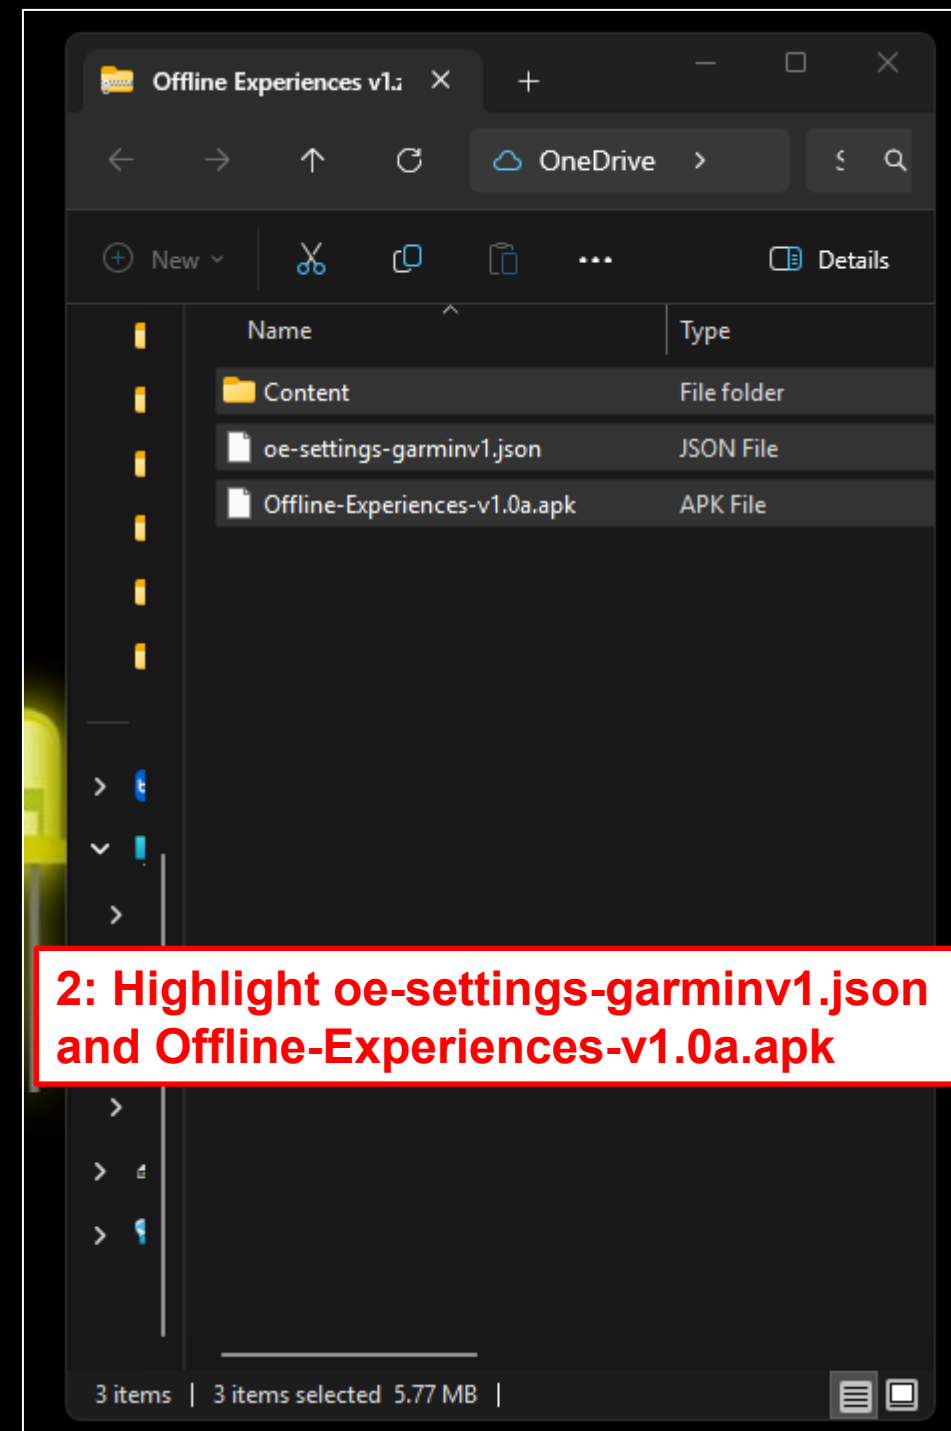 Offline Experiences v1.z
OneDrive
New
Details
Name
Type
Content
File folder
oe-settings-garminv1.json
JSON File
Offline-Experiences-v1.0a.apk
APK File
2: Highlight oe-settings-garminv1.json
and Offline-Experiences-v1.0a.apk
3 items | 3 items selected 5.77 MB |